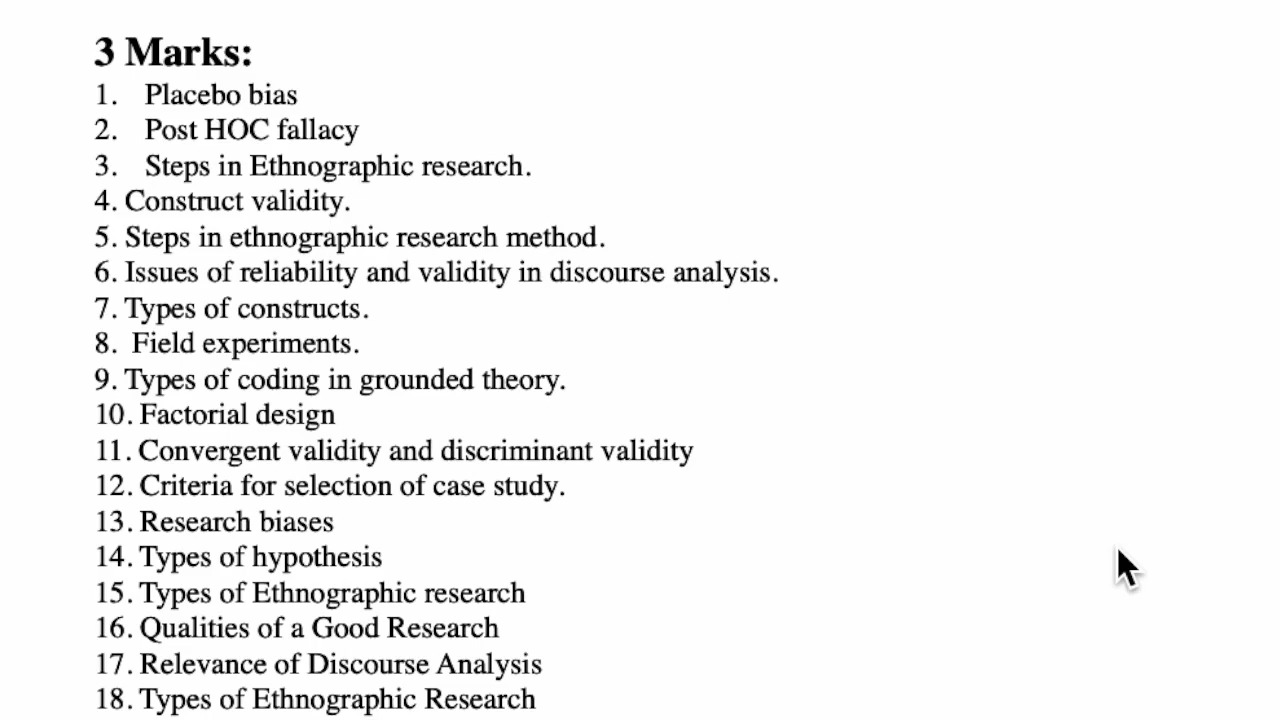 3 Marks:
1. Placebo bias
2. Post HOC fallacy
3. Steps in Ethnographic research.
4. Construct validity.
5. Steps in ethnographic research method.
6. Issues of reliability and validity in discourse analysis.
7. Types of constructs.
8. Field experiments.
9. Types of coding in grounded theory.
10. Factorial design
11. Convergent validity and discriminant validity
12. Criteria for selection of case study.
13. Research biases
14. Types of hypothesis
15. Types of Ethnographic research
16. Qualities of a Good Research
17. Relevance of Discourse Analysis
18. Types of Ethnographic Research